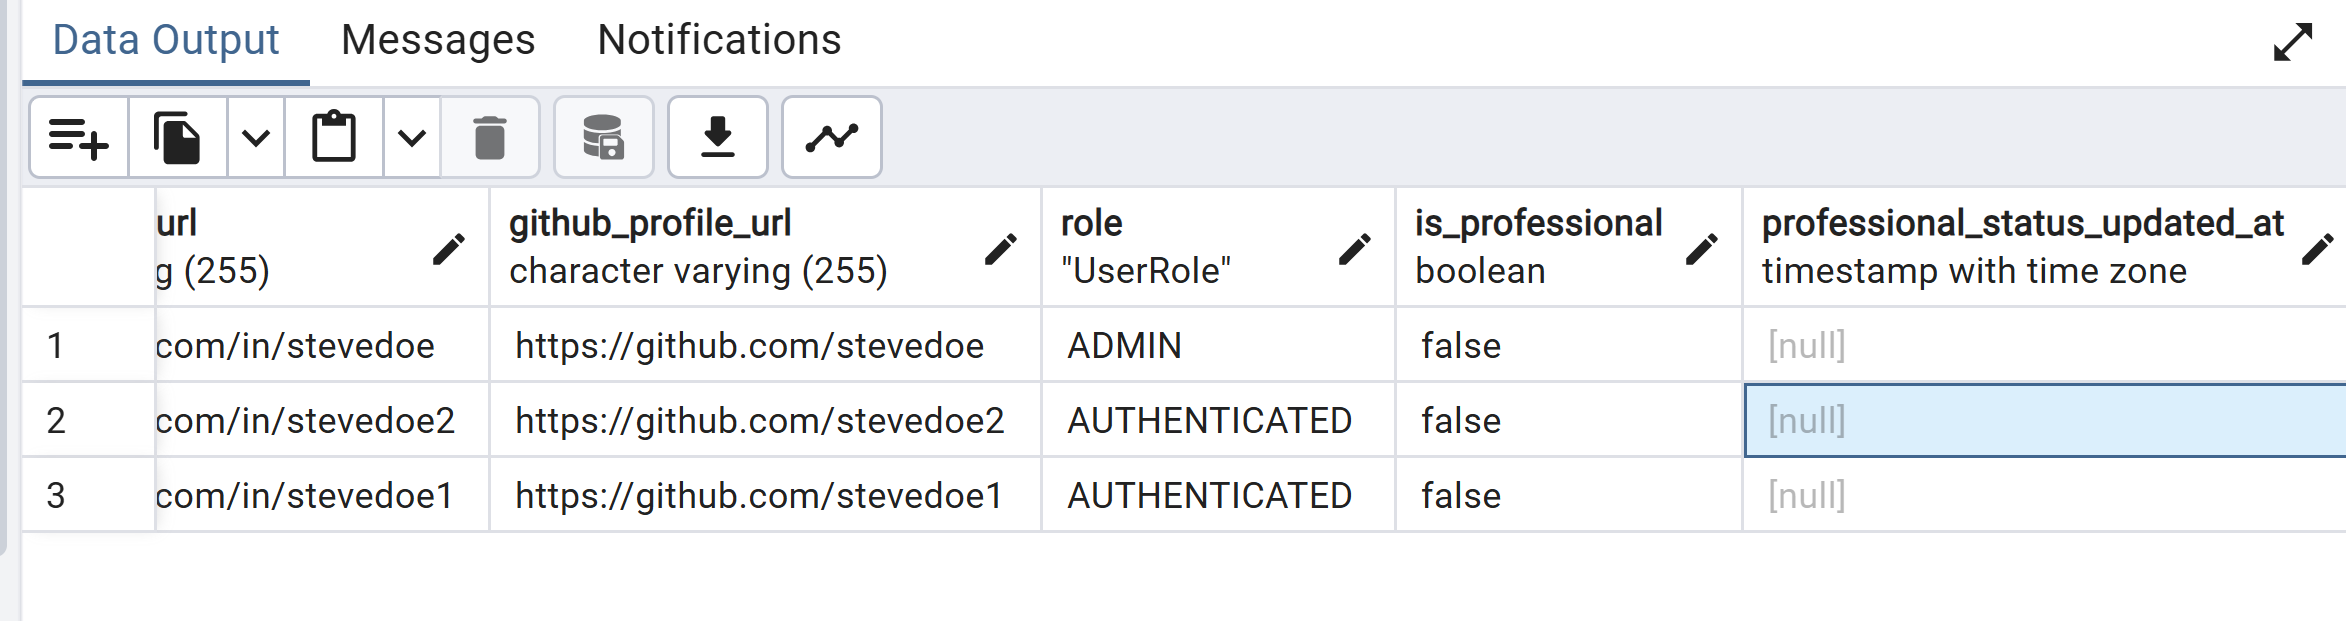 Data Output Messages Notifications
url github_profile_url role is_professional professional_status_updated_at
g (255) character varying (255) "UserRole" boolean timestamp with time zone
1 com/in/stevedoe https://github.com/stevedoe ADMIN false [null]
2 com/in/stevedoe2 https://github.com/stevedoe2 AUTHENTICATED false [null]
3 com/in/stevedoe1 https://github.com/stevedoe1 AUTHENTICATED false [null]